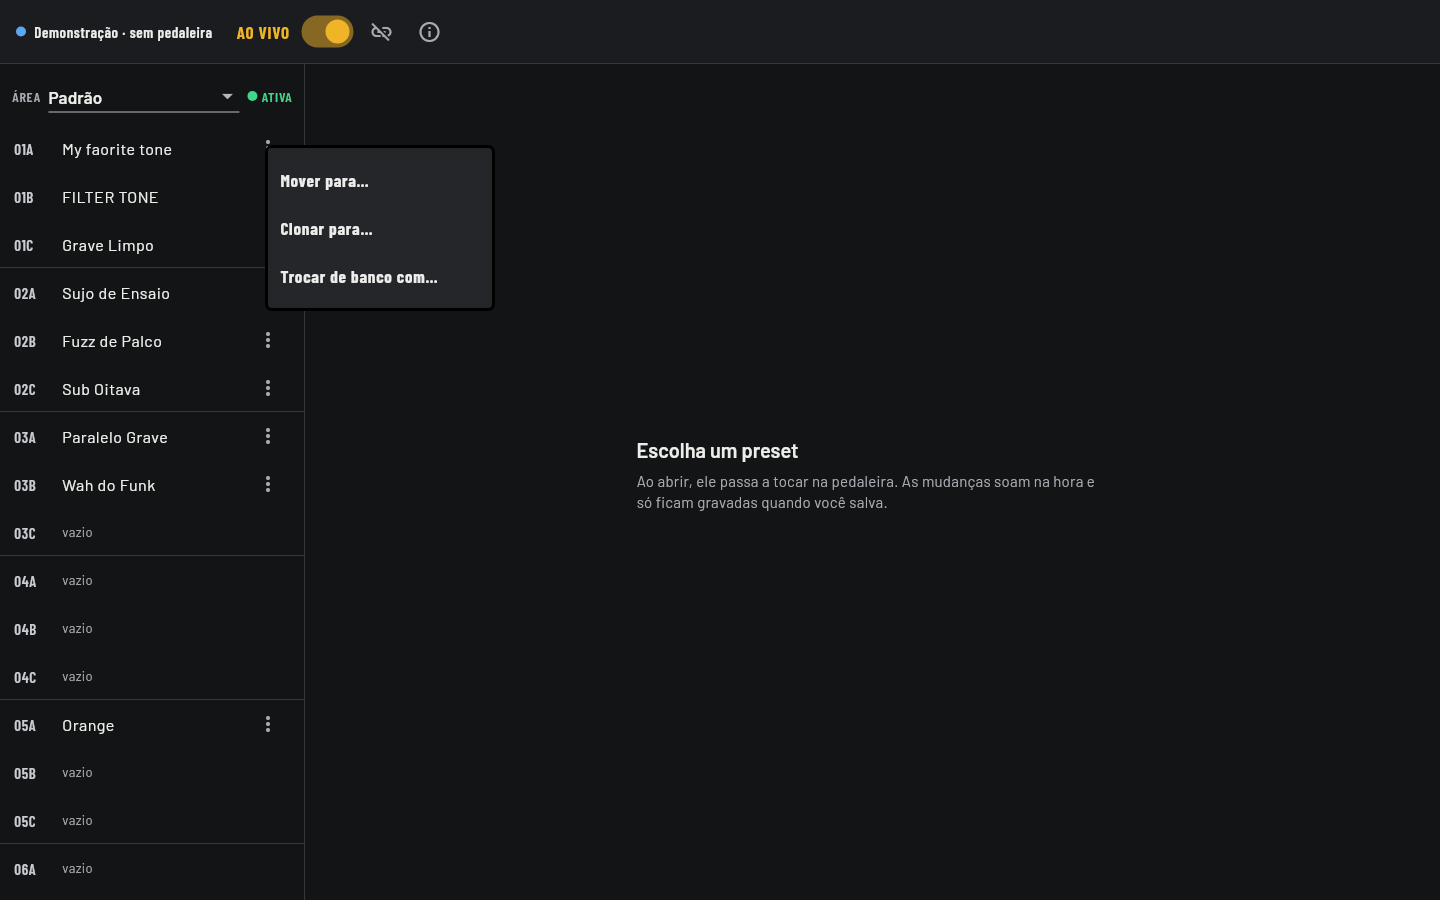 Demonstração · sem pedaleira AO VIVO
ÁREA Padrão ATIVA
01A My faorite tone
Mover para...
01B FILTER TONE
Clonar para...
01C Grave Limpo
Trocar de banco com...
02A Sujo de Ensaio
02B Fuzz de Palco
02C Sub Oitava
03A Paralelo Grave
03B Wah do Funk
03C vazio
04A vazio
04B vazio
04C vazio
05A Orange
05B vazio
05C vazio
06A vazio
Escolha um preset
Ao abrir, ele passa a tocar na pedaleira. As mudanças soam na hora e
só ficam gravadas quando você salva.